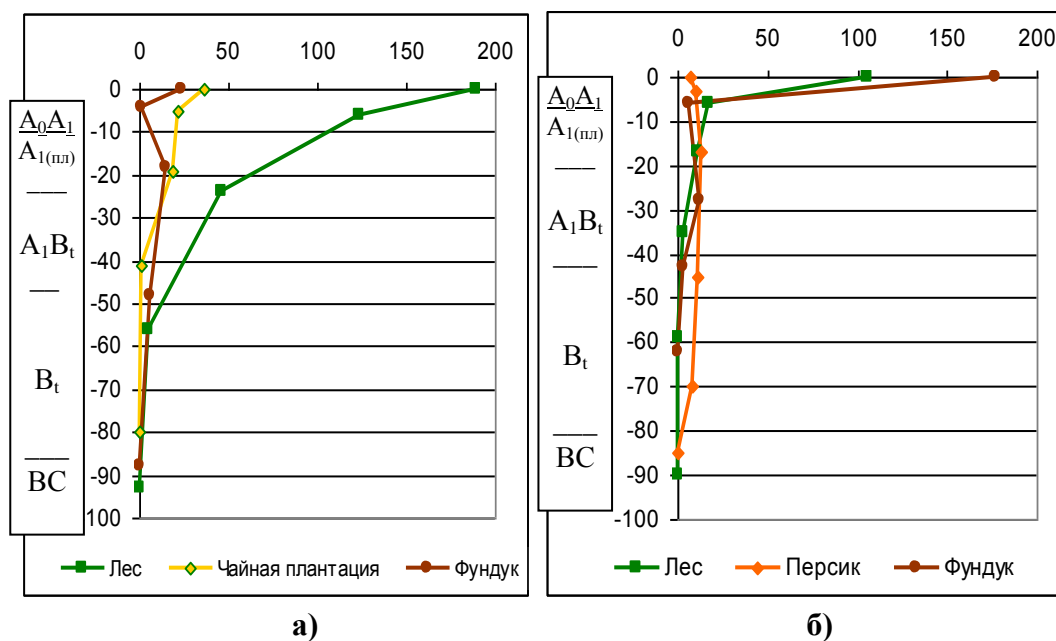 0 50 100 150 200
0
-10
-20
-30
-40
-50
-60
-70
-80
-90
100
A₀A₁
A₁₍пл₎
A₁Bₜ
Bₜ
BC
Лес Чайная плантация Фундук
а)
0 50 100 150 200
0
-10
-20
-30
-40
-50
-60
-70
-80
-90
-100
A₀A₁
A₁₍пл₎
A₁Bₜ
Bₜ
BC
Лес Персик Фундук
б)